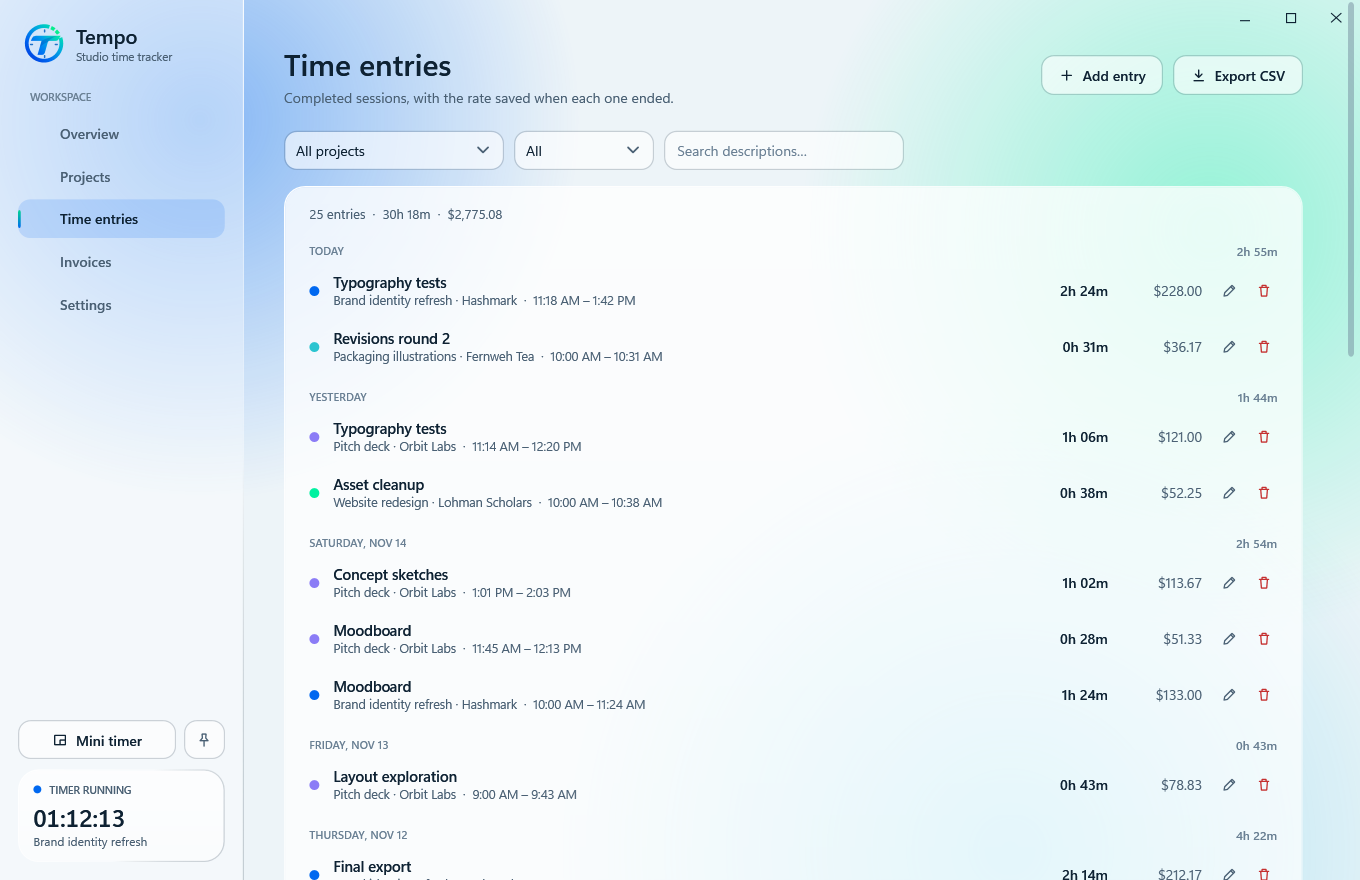 Tempo
Studio time tracker
WORKSPACE
Overview
Projects
Time entries
Invoices
Settings
Mini timer
TIMER RUNNING
01:12:13
Brand identity refresh
Time entries
Completed sessions, with the rate saved when each one ended.
Add entry
Export CSV
All projects
All
Search descriptions...
25 entries · 30h 18m · $2,775.08
TODAY 2h 55m
Typography tests
Brand identity refresh · Hashmark · 11:18 AM – 1:42 PM
2h 24m $228.00
Revisions round 2
Packaging illustrations · Fernweh Tea · 10:00 AM – 10:31 AM
0h 31m $36.17
YESTERDAY 1h 44m
Typography tests
Pitch deck · Orbit Labs · 11:14 AM – 12:20 PM
1h 06m $121.00
Asset cleanup
Website redesign · Lohman Scholars · 10:00 AM – 10:38 AM
0h 38m $52.25
SATURDAY, NOV 14 2h 54m
Concept sketches
Pitch deck · Orbit Labs · 1:01 PM – 2:03 PM
1h 02m $113.67
Moodboard
Pitch deck · Orbit Labs · 11:45 AM – 12:13 PM
0h 28m $51.33
Moodboard
Brand identity refresh · Hashmark · 10:00 AM – 11:24 AM
1h 24m $133.00
FRIDAY, NOV 13 0h 43m
Layout exploration
Pitch deck · Orbit Labs · 9:00 AM – 9:43 AM
0h 43m $78.83
THURSDAY, NOV 12 4h 22m
Final export
2h 14m $212.17